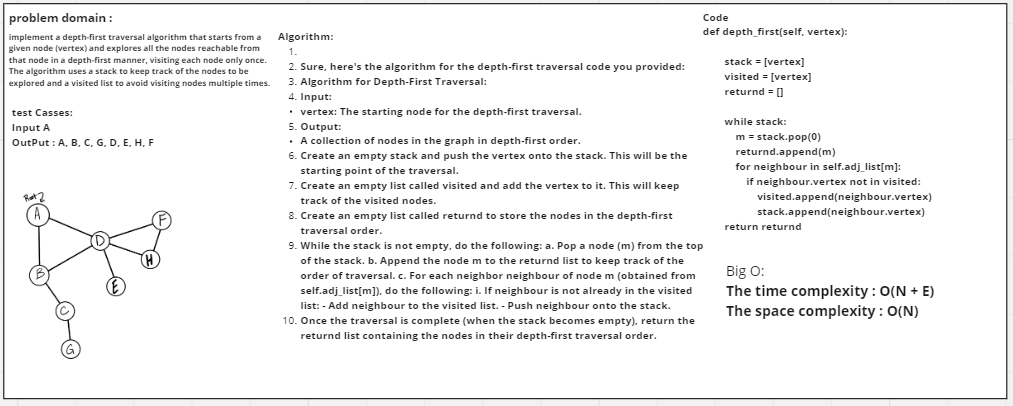 problem domain :
implement a depth-first traversal algorithm that starts from a
given node (vertex) and explores all the nodes reachable from
that node in a depth-first manner, visiting each node only once.
The algorithm uses a stack to keep track of the nodes to be
explored and a visited list to avoid visiting nodes multiple times.
test Casses:
Input A
OutPut : A, B, C, G, D, E, H, F
Root
A
F
D
H
B
E
C
G
Algorithm:
1.
2. Sure, here's the algorithm for the depth-first traversal code you provided:
3. Algorithm for Depth-First Traversal:
4. Input:
• vertex: The starting node for the depth-first traversal.
5. Output:
• A collection of nodes in the graph in depth-first order.
6. Create an empty stack and push the vertex onto the stack. This will be the
starting point of the traversal.
7. Create an empty list called visited and add the vertex to it. This will keep
track of the visited nodes.
8. Create an empty list called returnd to store the nodes in the depth-first
traversal order.
9. While the stack is not empty, do the following: a. Pop a node (m) from the top
of the stack. b. Append the node m to the returnd list to keep track of the
order of traversal. c. For each neighbor neighbour of node m (obtained from
self.adj_list[m]), do the following: i. If neighbour is not already in the visited
list: - Add neighbour to the visited list. - Push neighbour onto the stack.
10. Once the traversal is complete (when the stack becomes empty), return the
returnd list containing the nodes in their depth-first traversal order.
Code
def depth_first(self, vertex):
stack = [vertex]
visited = [vertex]
returnd = []
while stack:
m = stack.pop(0)
returnd.append(m)
for neighbour in self.adj_list[m]:
if neighbour.vertex not in visited:
visited.append(neighbour.vertex)
stack.append(neighbour.vertex)
return returnd
Big O:
The time complexity : O(N + E)
The space complexity : O(N)